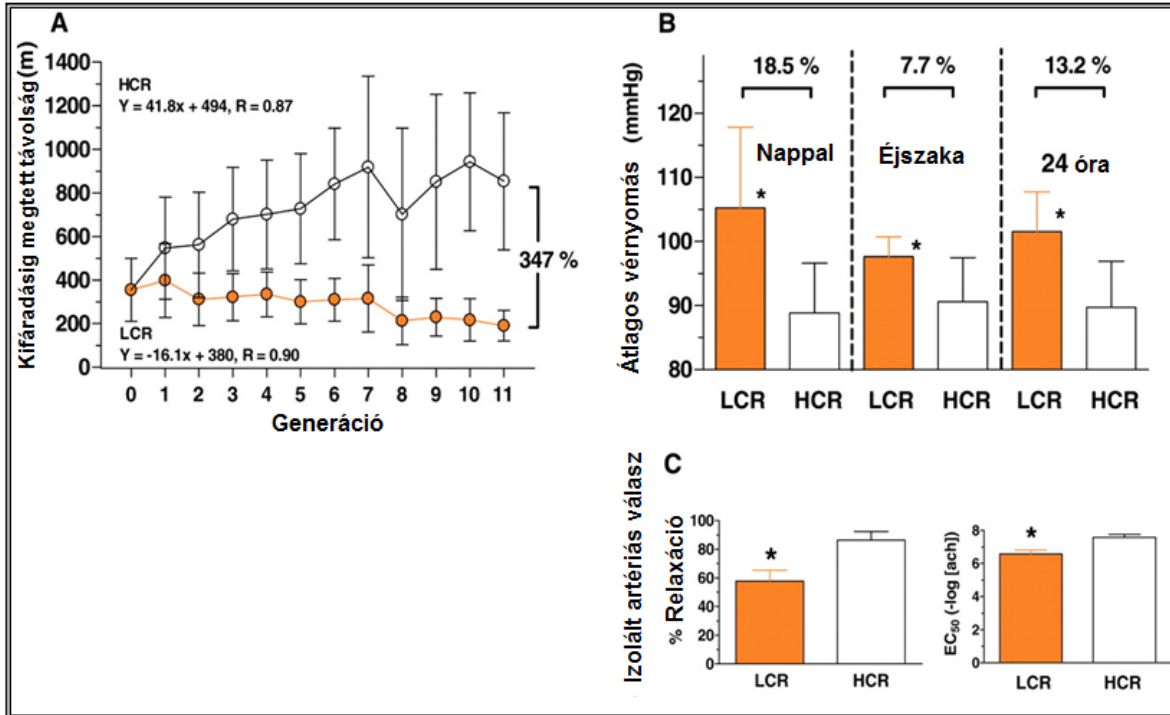 A
Kifáradásig megtett távolság (m)
1400
1200
1000
800
600
400
200
0
HCR
Y = 41.8x + 494, R = 0.87
347 %
LCR
Y = -16.1x + 380, R = 0.90
0 1 2 3 4 5 6 7 8 9 10 11
Generáció
B
Átlagos vérnyomás (mmHg)
18.5 % 7.7 % 13.2 %
120
110
100
90
80
Nappal Éjszaka 24 óra
* * *
LCR HCR LCR HCR LCR HCR
C
Izolált artériás válasz
% Relaxáció
100
80
60
40
20
0
*
LCR HCR
EC50 (-log [ach])
8
6
4
2
0
*
LCR HCR